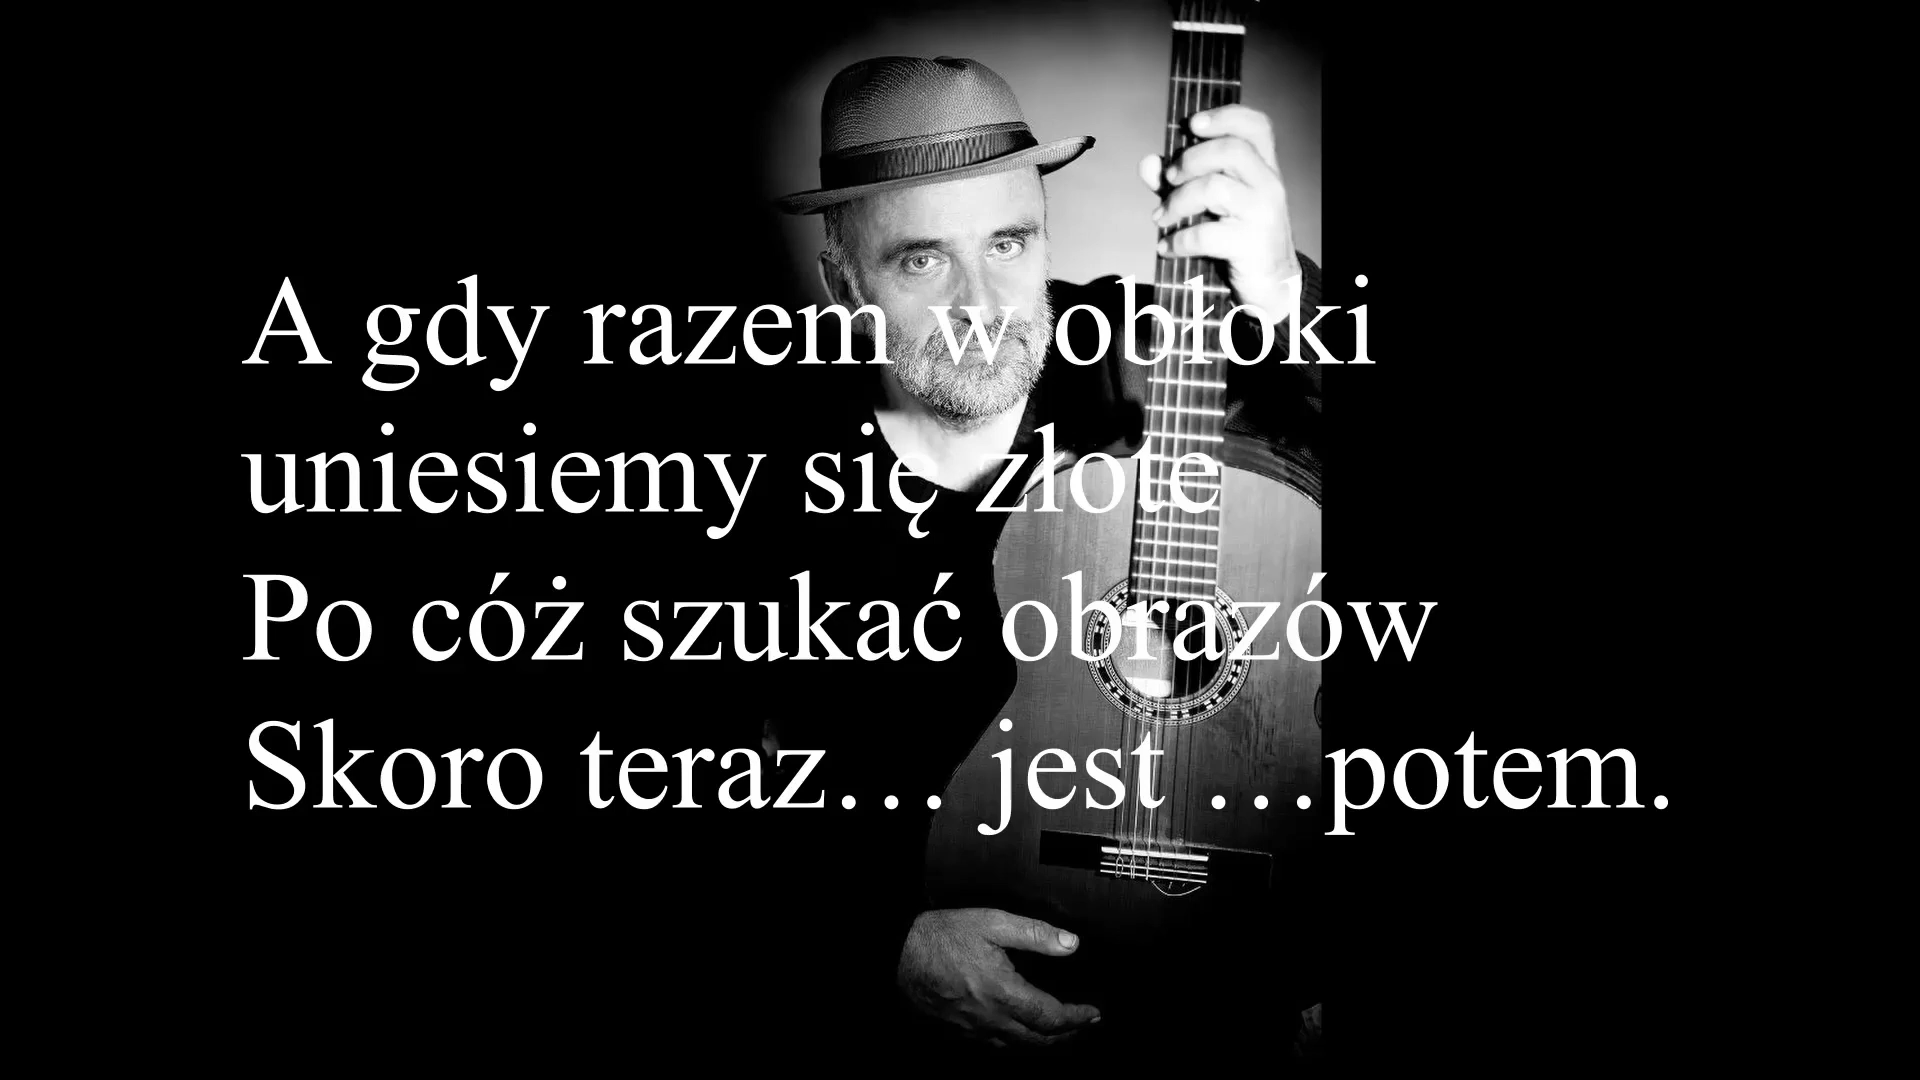 A gdy razem w obłoki
uniesiemy się złote
Po cóż szukać obrazów
Skoro teraz… jest …potem.